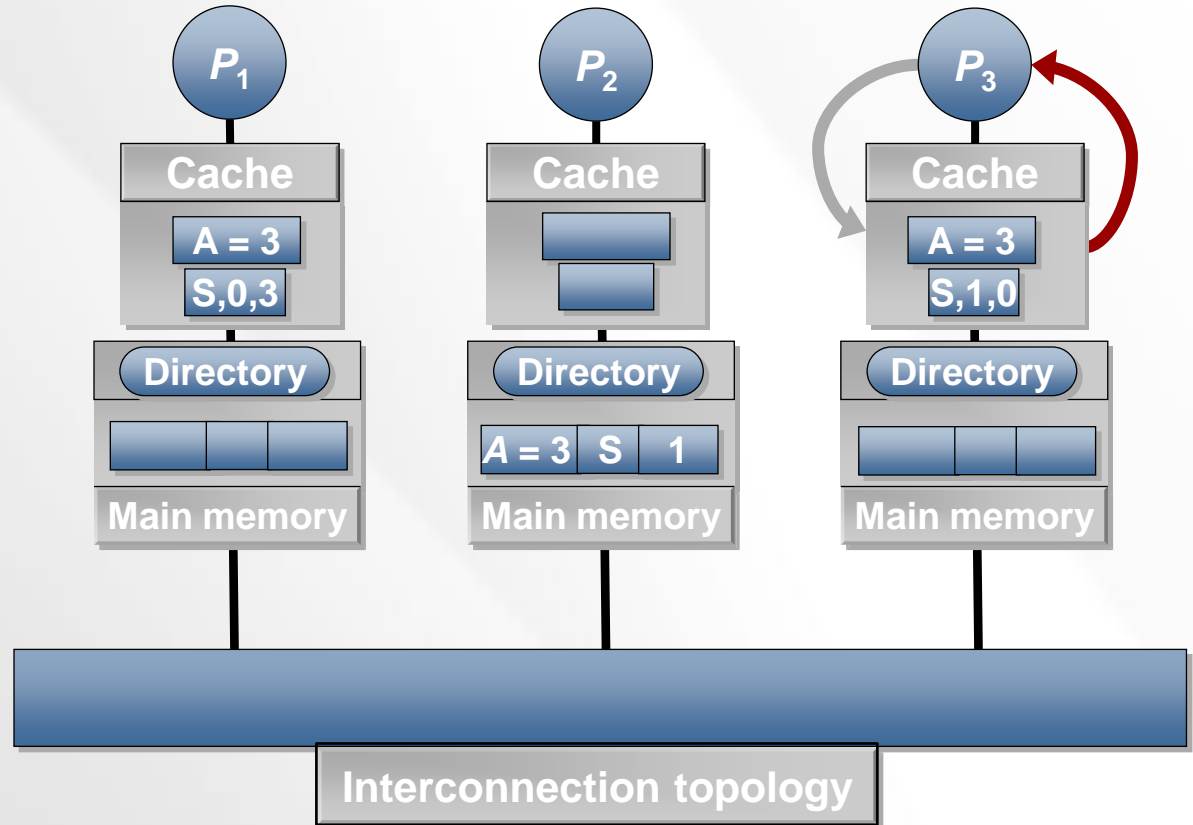 P1
P2
P3
Cache
Cache
Cache
A = 3
A = 3
S,0,3
S,1,0
Directory
Directory
Directory
A = 3 S 1
Main memory
Main memory
Main memory
Interconnection topology